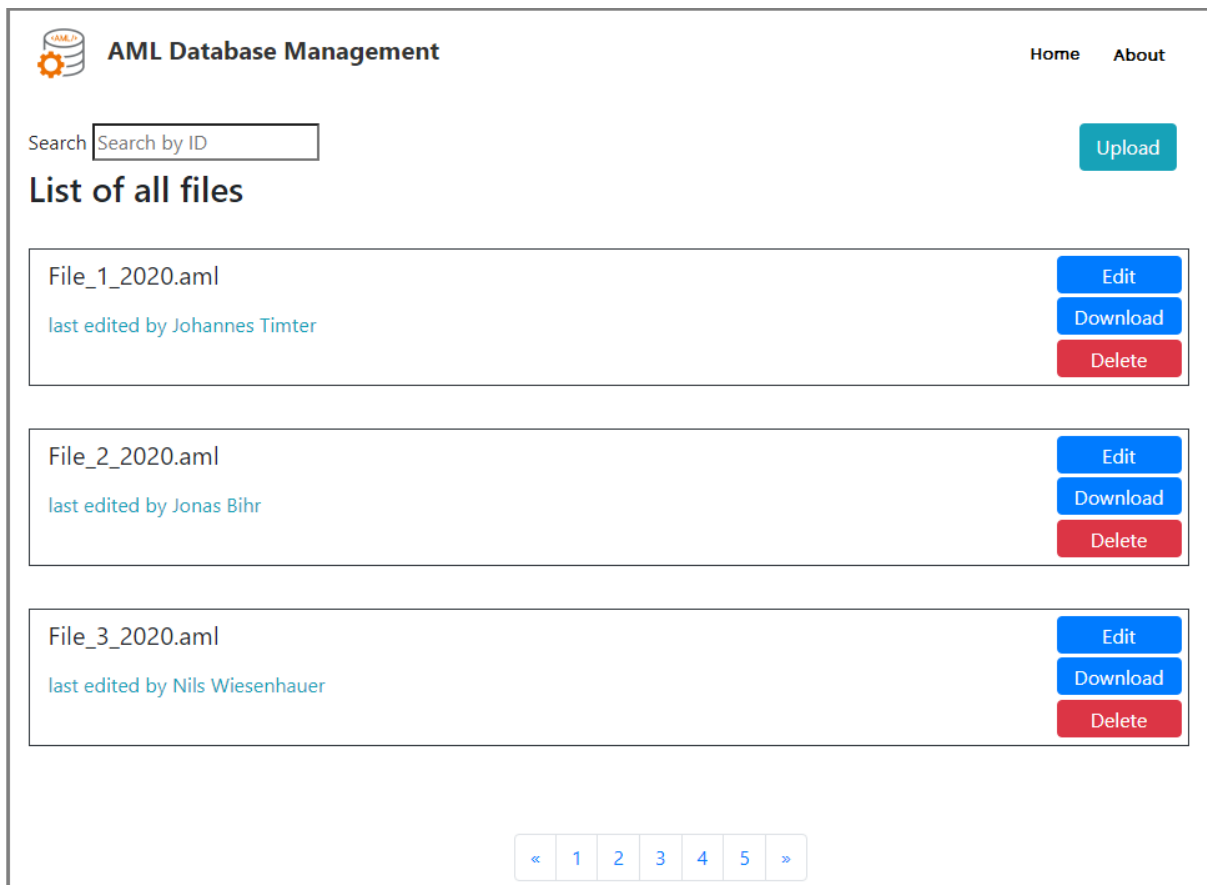 <AML/>
AML Database Management
Home About
Search Search by ID
Upload
List of all files
File_1_2020.aml
last edited by Johannes Timter
Edit
Download
Delete
File_2_2020.aml
last edited by Jonas Bihr
Edit
Download
Delete
File_3_2020.aml
last edited by Nils Wiesenhauer
Edit
Download
Delete
« 1 2 3 4 5 »